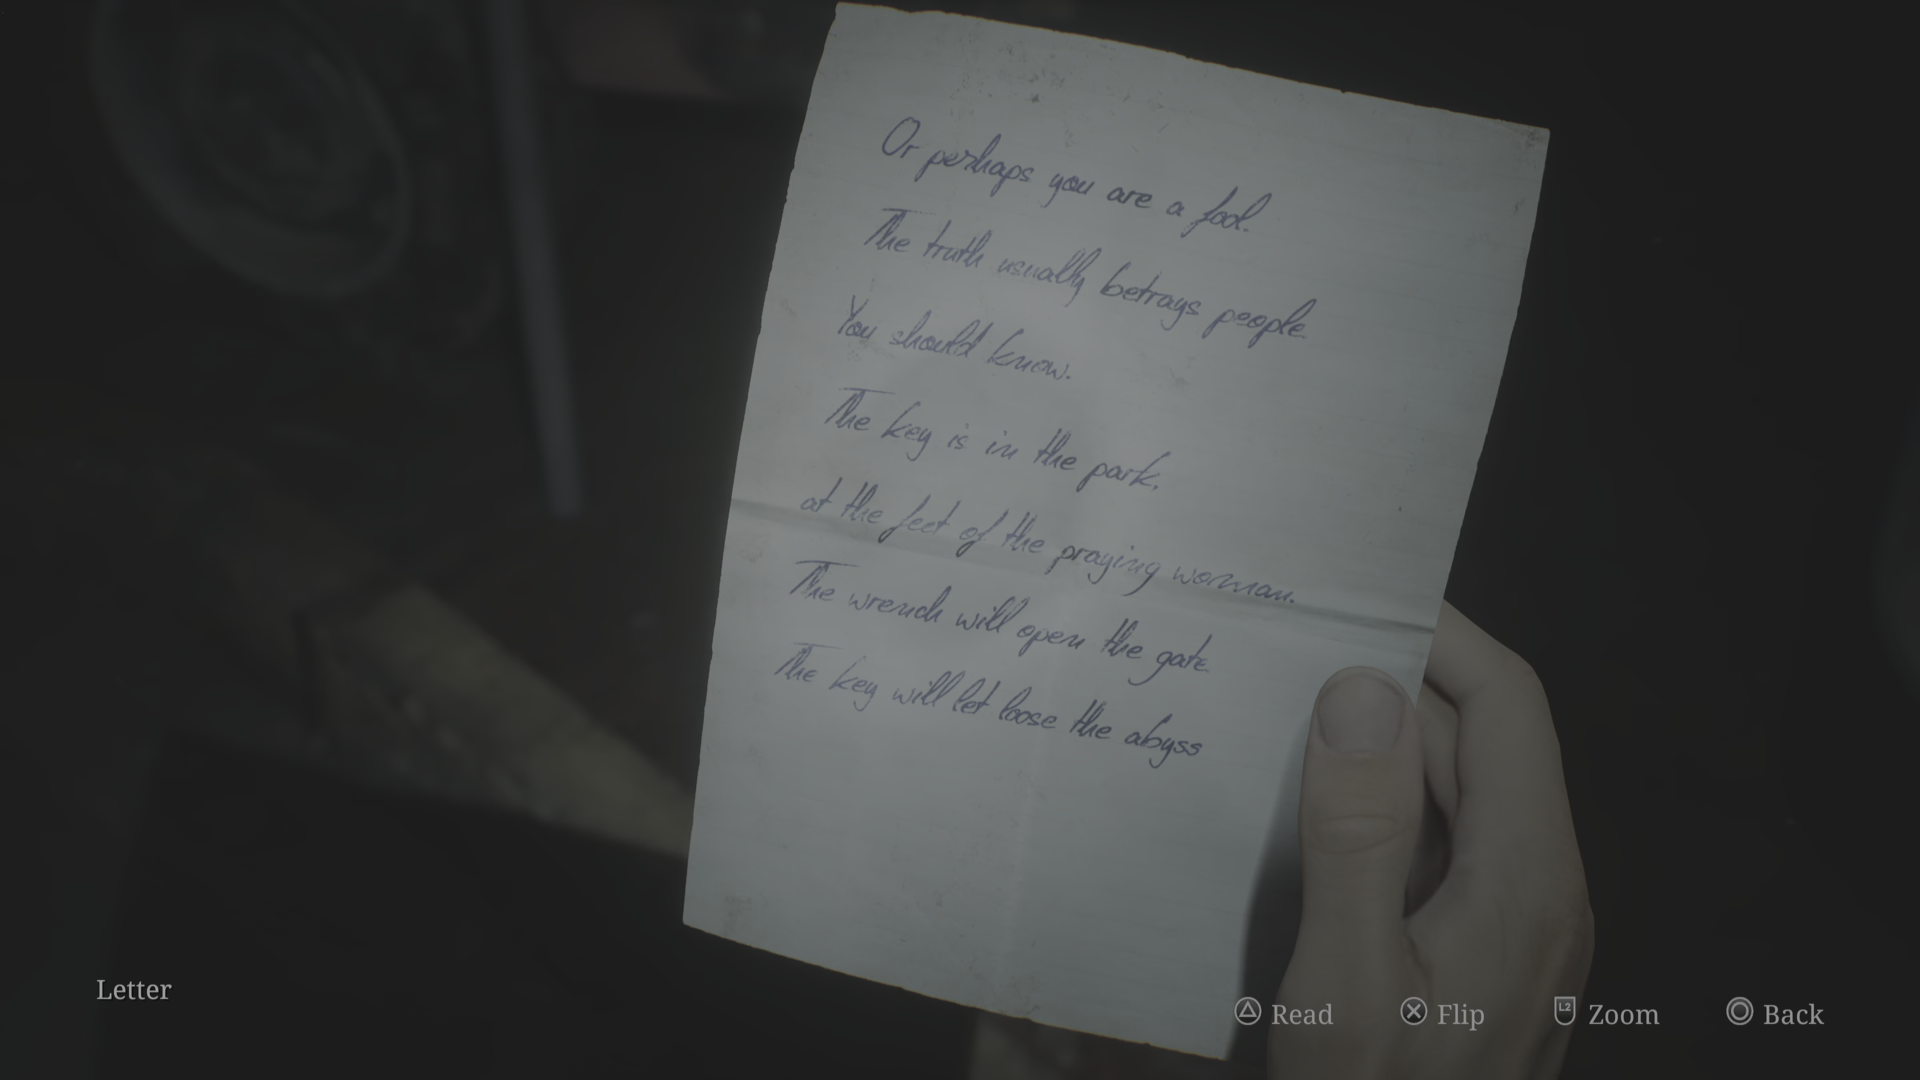 Or perhaps you are a fool.
The truth usually betrays people.
You should know.
The key is in the park.
at the feet of the praying woman.
The wrench will open the gate.
The key will let loose the abyss
Letter
Read
Flip
L2 Zoom
Back